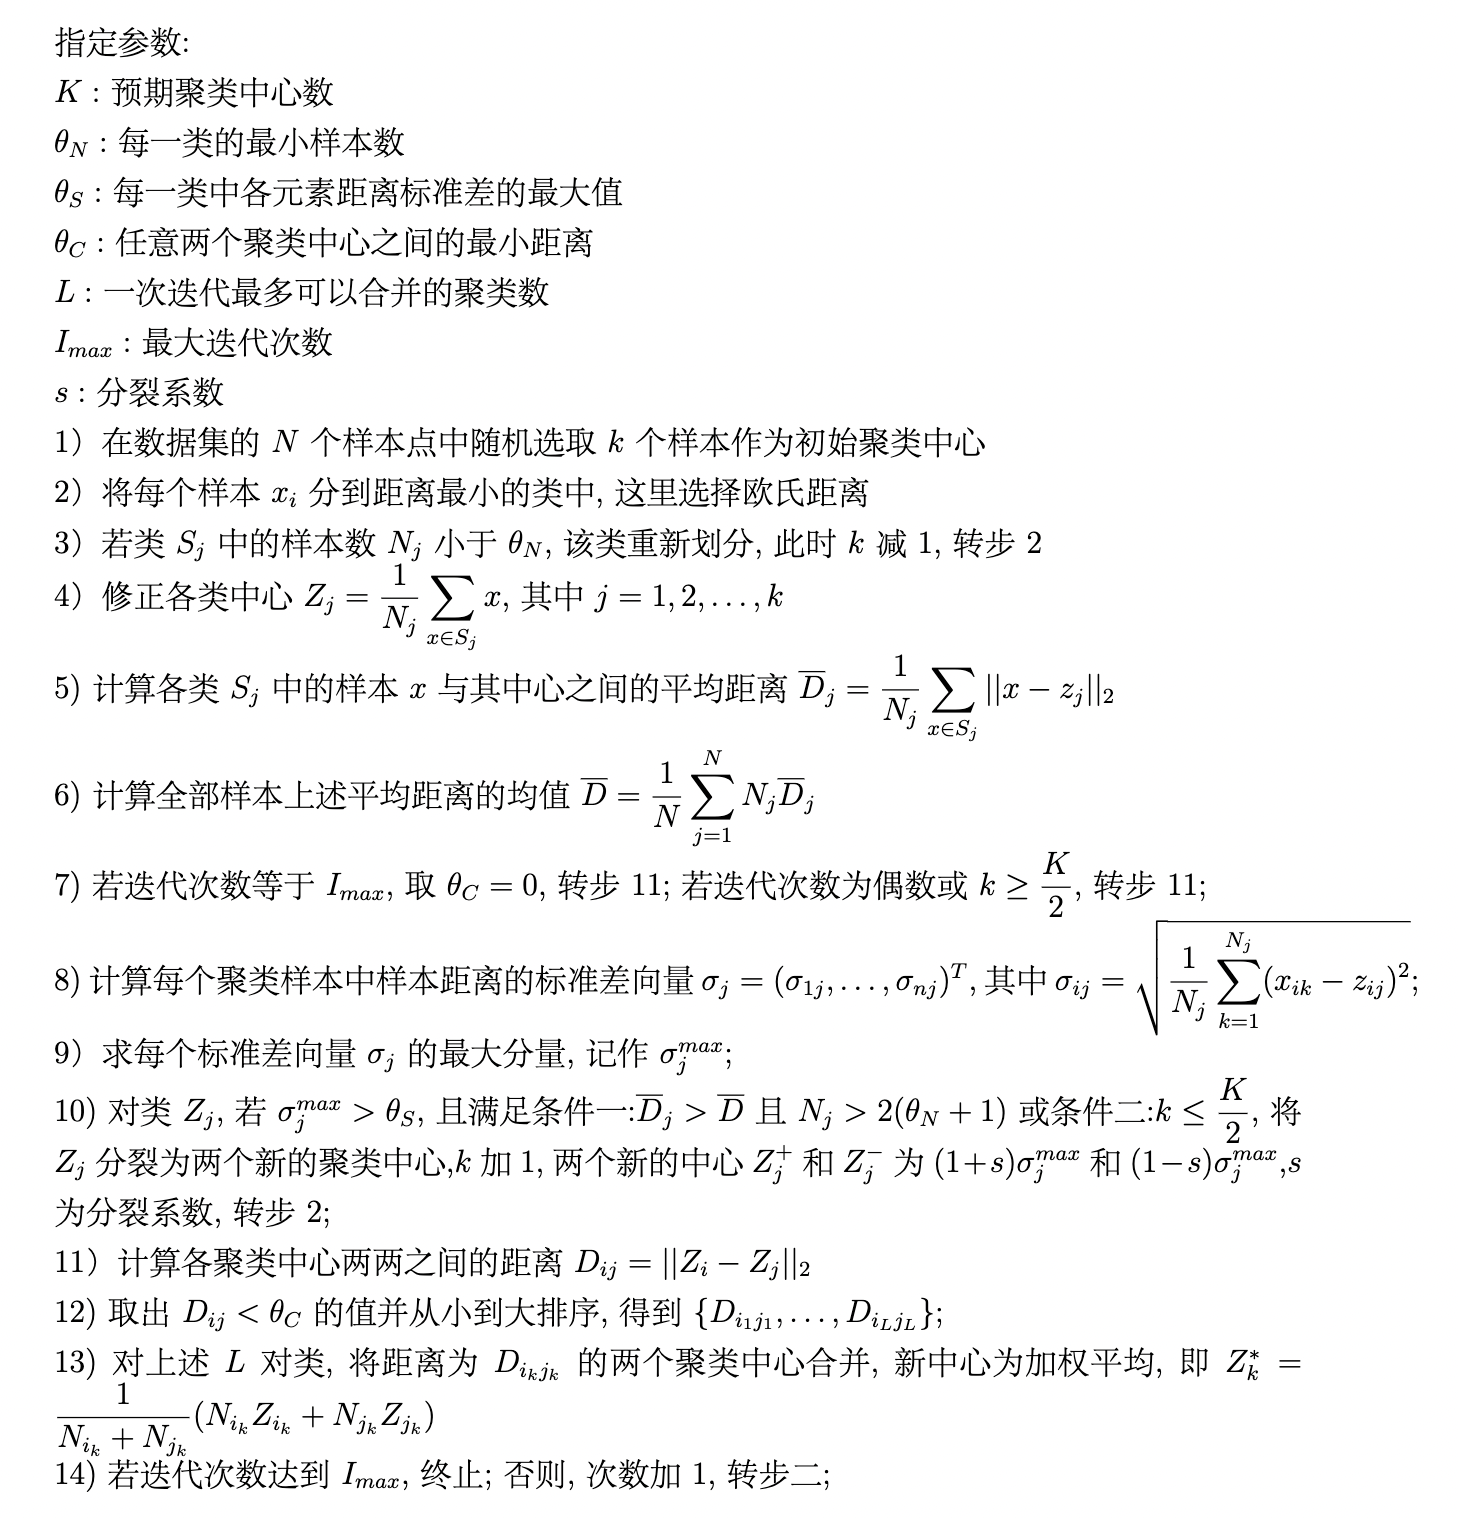 指定参数:
K : 预期聚类中心数
θ_N : 每一类的最小样本数
θ_S : 每一类中各元素距离标准差的最大值
θ_C : 任意两个聚类中心之间的最小距离
L : 一次迭代最多可以合并的聚类数
I_{max} : 最大迭代次数
s : 分裂系数
1）在数据集的 N 个样本点中随机选取 k 个样本作为初始聚类中心
2）将每个样本 x_i 分到距离最小的类中, 这里选择欧氏距离
3）若类 S_j 中的样本数 N_j 小于 θ_N, 该类重新划分, 此时 k 减 1, 转步 2
4）修正各类中心 Z_j = \frac{1}{N_j} \sum_{x∈S_j} x, 其中 j = 1, 2, . . . , k
5) 计算各类 S_j 中的样本 x 与其中心之间的平均距离 \overline{D}_j = \frac{1}{N_j} \sum_{x∈S_j} ||x − z_j||_2
6) 计算全部样本上述平均距离的均值 \overline{D} = \frac{1}{N} \sum_{j=1}^{N} N_j \overline{D}_j
7) 若迭代次数等于 I_{max}, 取 θ_C = 0, 转步 11; 若迭代次数为偶数或 k ≥ \frac{K}{2}, 转步 11;
8) 计算每个聚类样本中样本距离的标准差向量 σ_j = (σ_{1j}, . . . , σ_{nj})^T, 其中 σ_{ij} = \sqrt{\frac{1}{N_j} \sum_{k=1}^{N_j} (x_{ik} − z_{ij})^2};
9）求每个标准差向量 σ_j 的最大分量, 记作 σ_j^{max};
10) 对类 Z_j, 若 σ_j^{max} > θ_S, 且满足条件一:\overline{D}_j > \overline{D} 且 N_j > 2(θ_N + 1) 或条件二:k ≤ \frac{K}{2}, 将
Z_j 分裂为两个新的聚类中心,k 加 1, 两个新的中心 Z_j^+ 和 Z_j^- 为 (1+s)σ_j^{max} 和 (1−s)σ_j^{max},s
为分裂系数, 转步 2;
11）计算各聚类中心两两之间的距离 D_{ij} = ||Z_i − Z_j||_2
12) 取出 D_{ij} < θ_C 的值并从小到大排序, 得到 {D_{i_1j_1}, . . . , D_{i_Lj_L}};
13) 对上述 L 对类, 将距离为 D_{i_kj_k} 的两个聚类中心合并, 新中心为加权平均, 即 Z_k^* =
\frac{1}{N_{i_k} + N_{j_k}} (N_{i_k} Z_{i_k} + N_{j_k} Z_{j_k})
14) 若迭代次数达到 I_{max}, 终止; 否则, 次数加 1, 转步二;